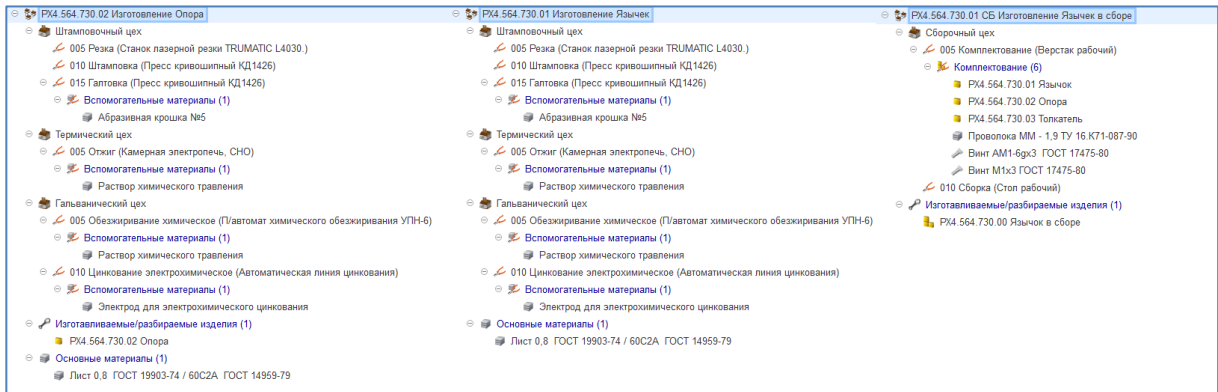 РХ4.564.730.02 Изготовление Опора
Штамповочный цех
005 Резка (Станок лазерной резки TRUMATIC L4030.)
010 Штамповка (Пресс кривошипный КД1426)
015 Галтовка (Пресс кривошипный КД1426)
Вспомогательные материалы (1)
Абразивная крошка №5
Термический цех
005 Отжиг (Камерная электропечь, СНО)
Вспомогательные материалы (1)
Раствор химического травления
Гальванический цех
005 Обезжиривание химическое (П/автомат химического обезжиривания УПН-6)
Вспомогательные материалы (1)
Раствор химического травления
010 Цинкование электрохимическое (Автоматическая линия цинкования)
Вспомогательные материалы (1)
Электрод для электрохимического цинкования
Изготавливаемые/разбираемые изделия (1)
РХ4.564.730.02 Опора
Основные материалы (1)
Лист 0,8 ГОСТ 19903-74 / 60С2А ГОСТ 14959-79
РХ4.564.730.01 Изготовление Язычек
Штамповочный цех
005 Резка (Станок лазерной резки TRUMATIC L4030.)
010 Штамповка (Пресс кривошипный КД1426)
015 Галтовка (Пресс кривошипный КД1426)
Вспомогательные материалы (1)
Абразивная крошка №5
Термический цех
005 Отжиг (Камерная электропечь, СНО)
Вспомогательные материалы (1)
Раствор химического травления
Гальванический цех
005 Обезжиривание химическое (П/автомат химического обезжиривания УПН-6)
Вспомогательные материалы (1)
Раствор химического травления
010 Цинкование электрохимическое (Автоматическая линия цинкования)
Вспомогательные материалы (1)
Электрод для электрохимического цинкования
Основные материалы (1)
Лист 0,8 ГОСТ 19903-74 / 60С2А ГОСТ 14959-79
РХ4.564.730.01 СБ Изготовление Язычек в сборе
Сборочный цех
005 Комплектование (Верстак рабочий)
Комплектование (6)
РХ4.564.730.01 Язычок
РХ4.564.730.02 Опора
РХ4.564.730.03 Толкатель
Проволока ММ - 1,9 ТУ 16.К71-087-90
Винт АМ1-6gх3 ГОСТ 17475-80
Винт М1х3 ГОСТ 17475-80
010 Сборка (Стол рабочий)
Изготавливаемые/разбираемые изделия (1)
РХ4.564.730.00 Язычок в сборе